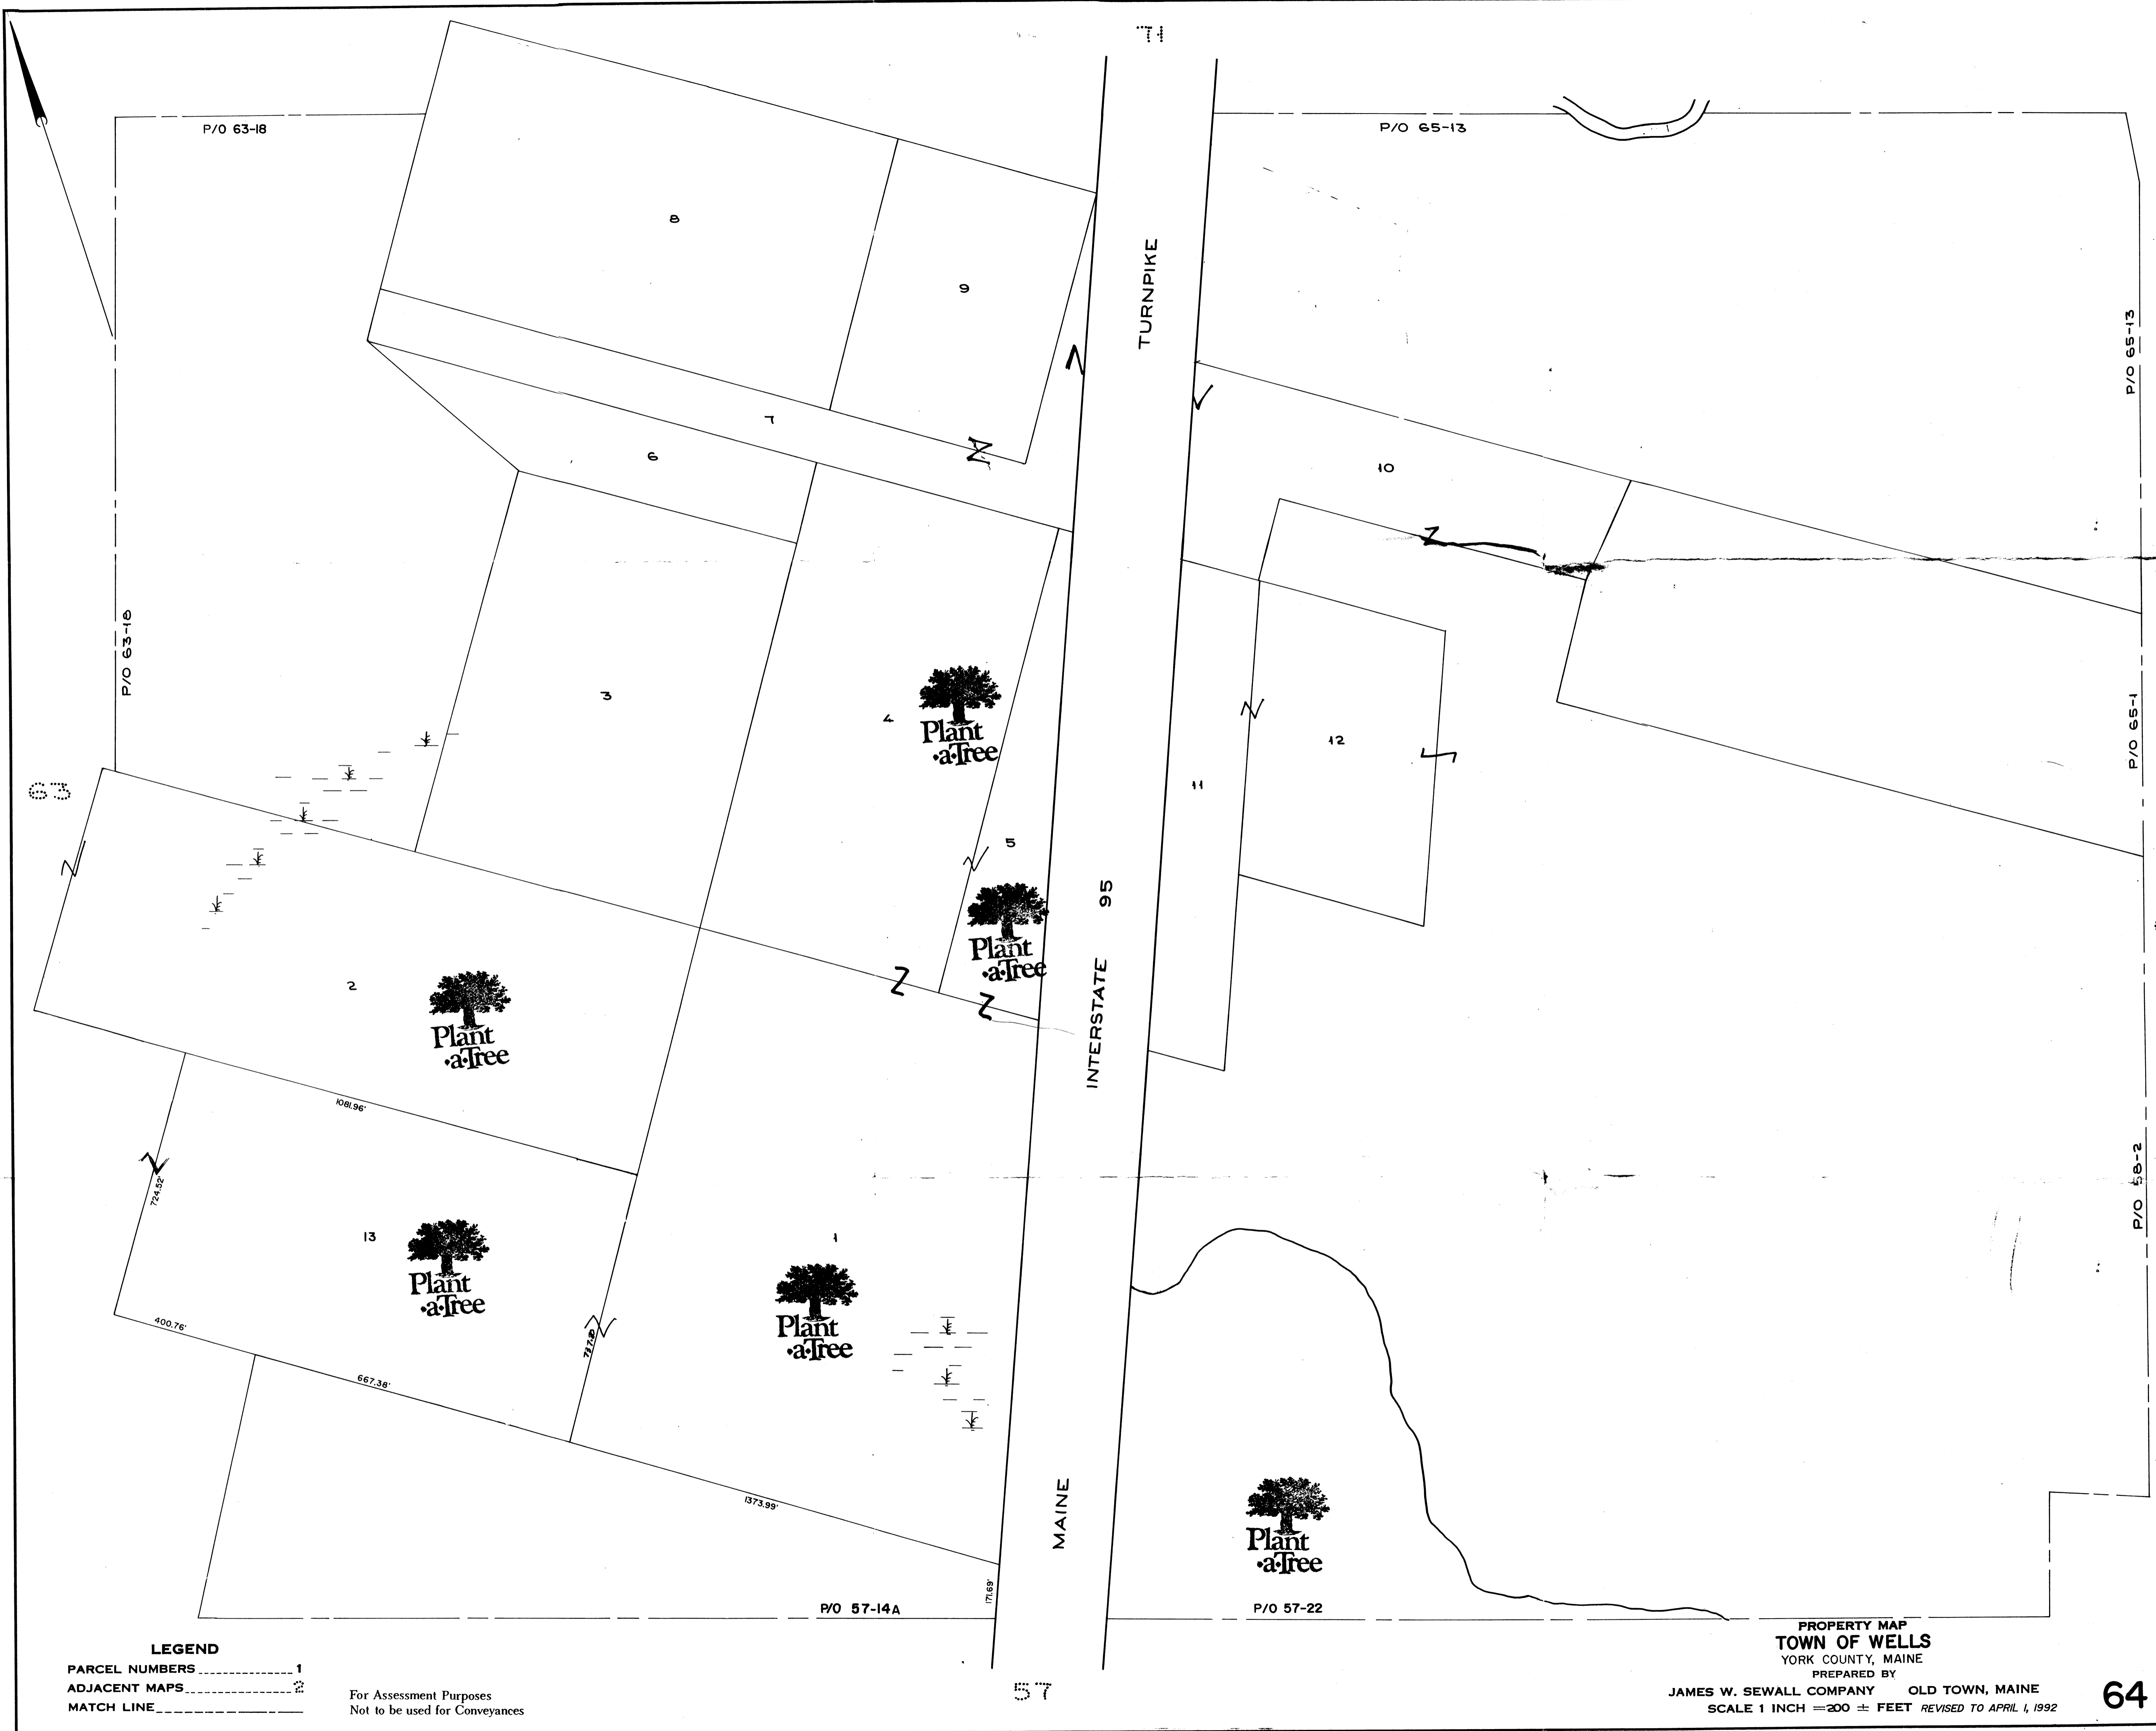 71
P/O 63-18
P/O 65-13
8
TURNPIKE
9
P/O 65-13
7
6
10
P/O 63-18
3
4
Plant
•a•Tree
12
P/O 65-1
63
11
5
95
Plant
•a•Tree
2
Plant
•a•Tree
INTERSTATE
1081.96'
724.52'
P/O 58-2
13
Plant
•a•Tree
1
Plant
•a•Tree
400.76'
667.38'
1373.99'
MAINE
Plant
•a•Tree
171.69'
P/O 57-14A
P/O 57-22
LEGEND
PARCEL NUMBERS 1
ADJACENT MAPS 2
MATCH LINE
For Assessment Purposes
Not to be used for Conveyances
57
PROPERTY MAP
TOWN OF WELLS
YORK COUNTY, MAINE
PREPARED BY
JAMES W. SEWALL COMPANY OLD TOWN, MAINE
SCALE 1 INCH = 200 ± FEET REVISED TO APRIL 1, 1992
64